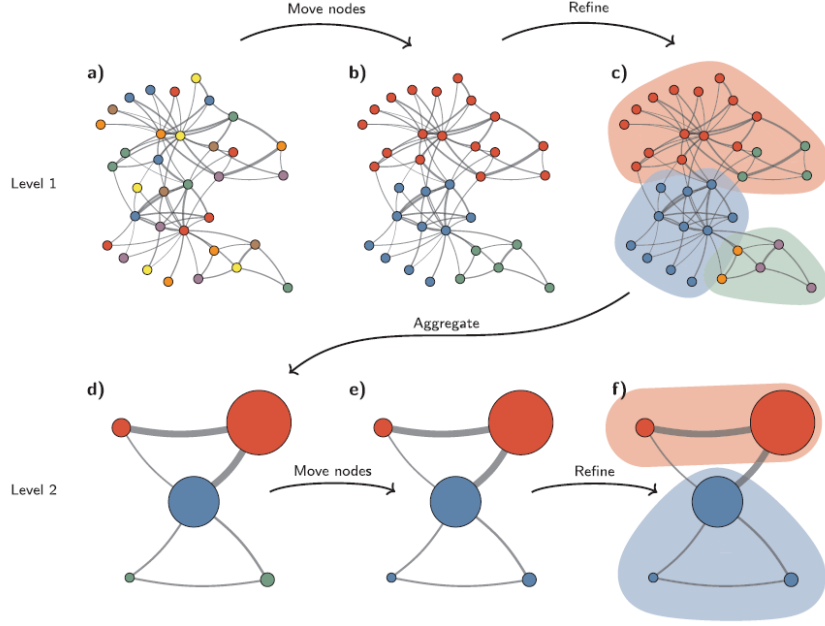 Move nodes
Refine
a)
b)
c)
Level 1
Aggregate
d)
e)
f)
Move nodes
Refine
Level 2